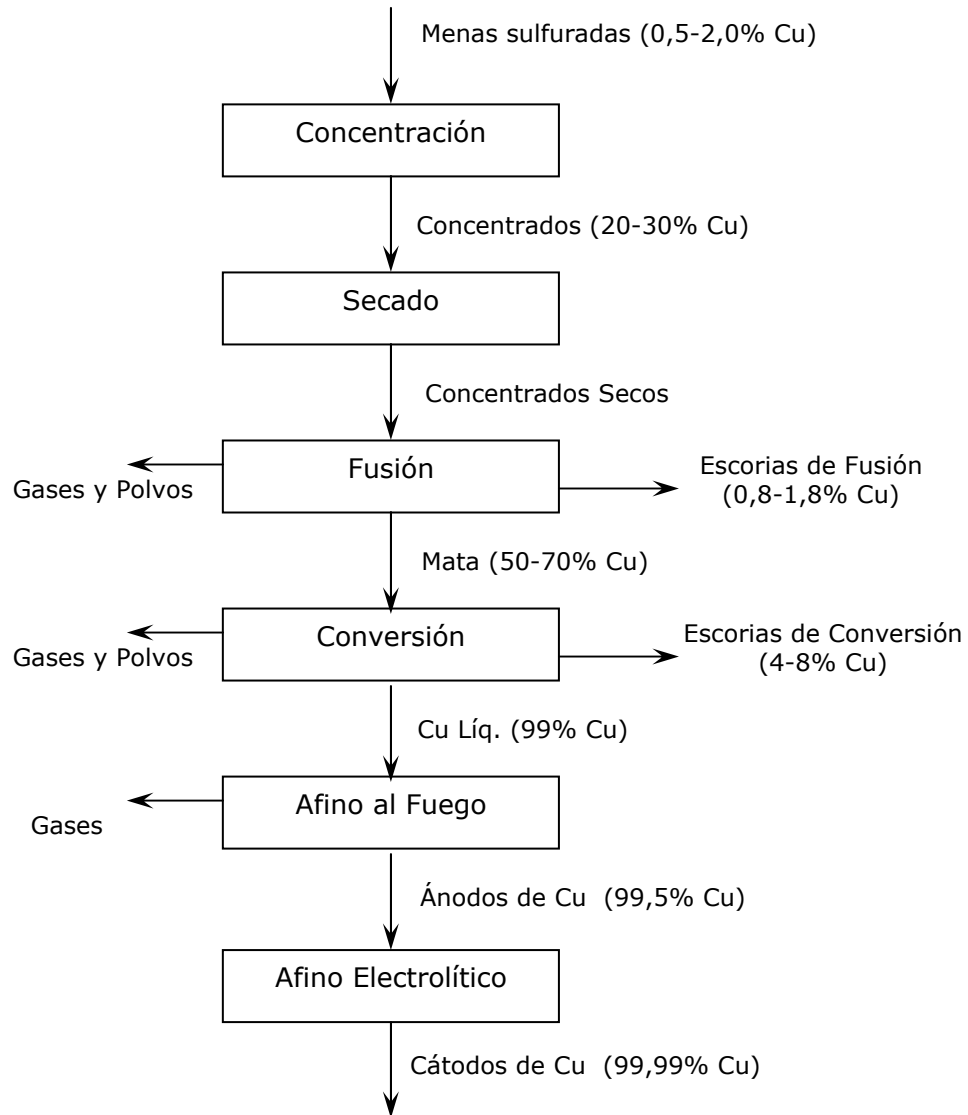 Menas sulfuradas (0,5-2,0% Cu)
Concentración
Concentrados (20-30% Cu)
Secado
Concentrados Secos
Fusión
Gases y Polvos
Escorias de Fusión
(0,8-1,8% Cu)
Mata (50-70% Cu)
Conversión
Gases y Polvos
Escorias de Conversión
(4-8% Cu)
Cu Líq. (99% Cu)
Afino al Fuego
Gases
Ánodos de Cu (99,5% Cu)
Afino Electrolítico
Cátodos de Cu (99,99% Cu)